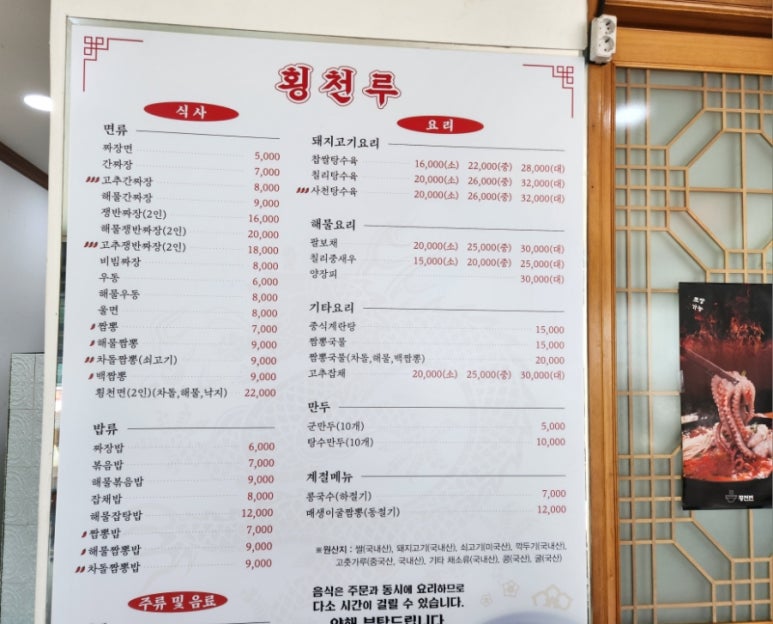 횡천루
식사
면류
짜장면 5,000
간짜장 7,000
고추간짜장 8,000
해물간짜장 9,000
쟁반짜장(2인) 16,000
해물쟁반짜장(2인) 20,000
고추쟁반짜장(2인) 18,000
비빔짜장 8,000
우동 6,000
해물우동 8,000
울면 8,000
짬뽕 7,000
해물짬뽕 9,000
차돌짬뽕(쇠고기) 9,000
백짬뽕 9,000
횡천면(2인)(차돌,해물,낙지) 22,000
밥류
짜장밥 6,000
볶음밥 7,000
해물볶음밥 9,000
잡채밥 8,000
해물잡탕밥 12,000
짬뽕밥 7,000
해물짬뽕밥 9,000
차돌짬뽕밥 9,000
주류 및 음료
요리
돼지고기요리
찹쌀탕수육 16,000(소) 22,000(중) 28,000(대)
칠리탕수육 20,000(소) 26,000(중) 32,000(대)
사천탕수육 20,000(소) 26,000(중) 32,000(대)
해물요리
팔보채 20,000(소) 25,000(중) 30,000(대)
칠리중새우 15,000(소) 20,000(중) 25,000(대)
양장피 30,000(대)
기타요리
중식계란탕 15,000
짬뽕국물 15,000
짬뽕국물(차돌,해물,백짬뽕) 20,000
고추잡채 20,000(소) 25,000(중) 30,000(대)
만두
군만두(10개) 5,000
탕수만두(10개) 10,000
계절메뉴
콩국수(하절기) 7,000
매생이굴짬뽕(동절기) 12,000
※원산지 : 쌀(국내산), 돼지고기(국내산), 쇠고기(미국산), 깍두기(국내산),
고춧가루(중국산, 국내산), 기타 채소류(국내산), 콩(국산), 굴(국산)
음식은 주문과 동시에 요리하므로
다소 시간이 걸릴 수 있습니다.
양해 부탁드립니다
포장
가능
횡천면